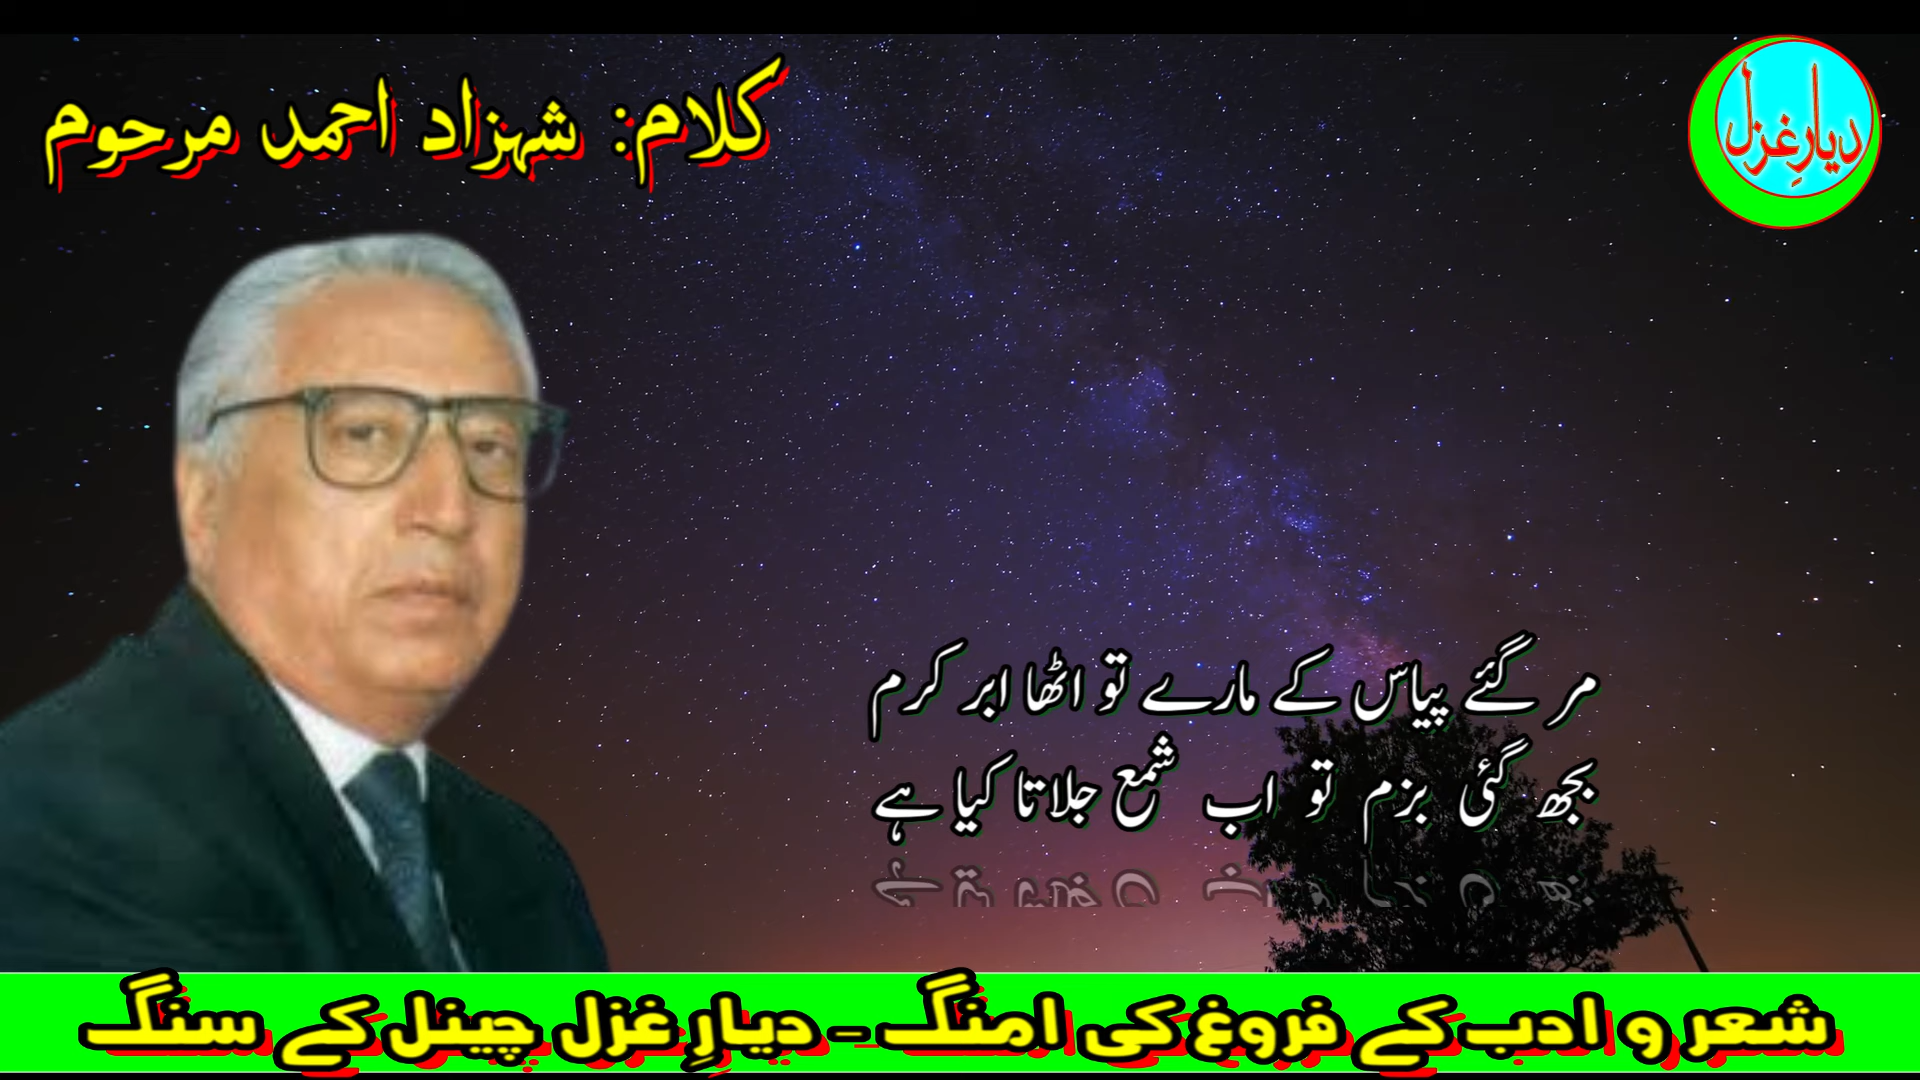 کلام: شہزاد احمد مرحوم
دیارِ غزل
مر گئے پیاس کے مارے تو اٹھا ابر کرم
بجھ گئی بزم تو اب شمع جلاتا کیا ہے
شعر و ادب کے فروغ کی امنگ - دیارِ غزل چینل کے سنگ